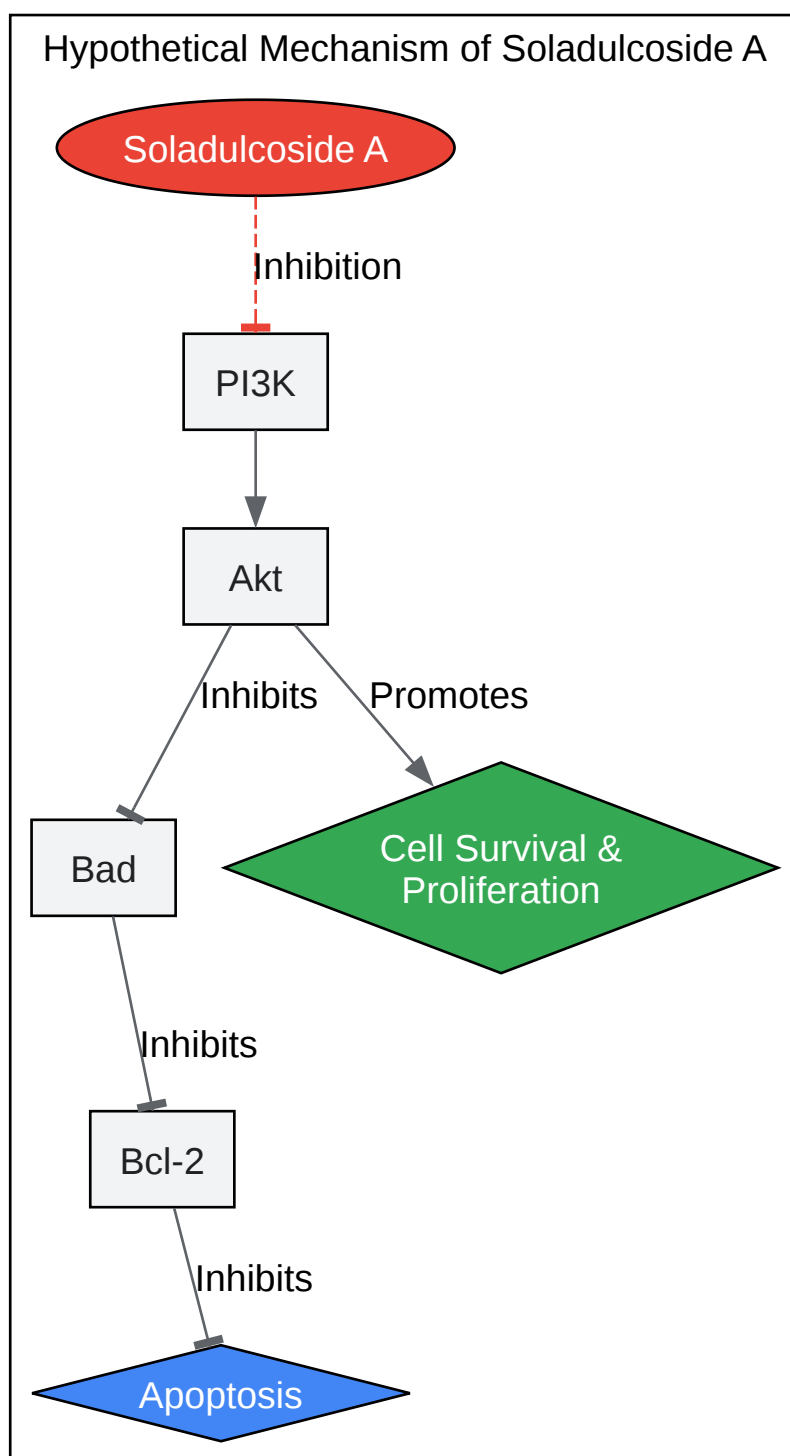 Hypothetical Mechanism of Soladulcoside A
Soladulcoside A
Inhibition
PI3K
Akt
Inhibits
Promotes
Bad
Cell Survival &
Proliferation
Inhibits
Bcl-2
Inhibits
Apoptosis